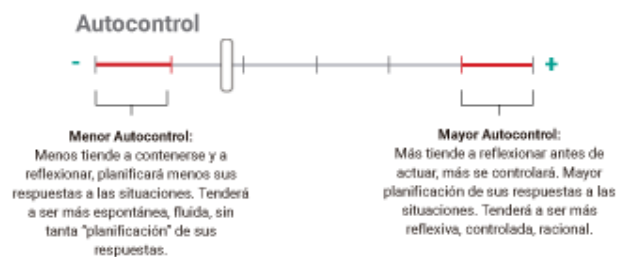 Autocontrol
- +
Menor Autocontrol:
Menos tiende a contenerse y a
reflexionar, planificará menos sus
respuestas a las situaciones. Tenderá
a ser más espontánea, fluida, sin
tanta "planificación" de sus
respuestas.
Mayor Autocontrol:
Más tiende a reflexionar antes de
actuar, más se controlará. Mayor
planificación de sus respuestas a las
situaciones. Tenderá a ser más
reflexiva, controlada, racional.